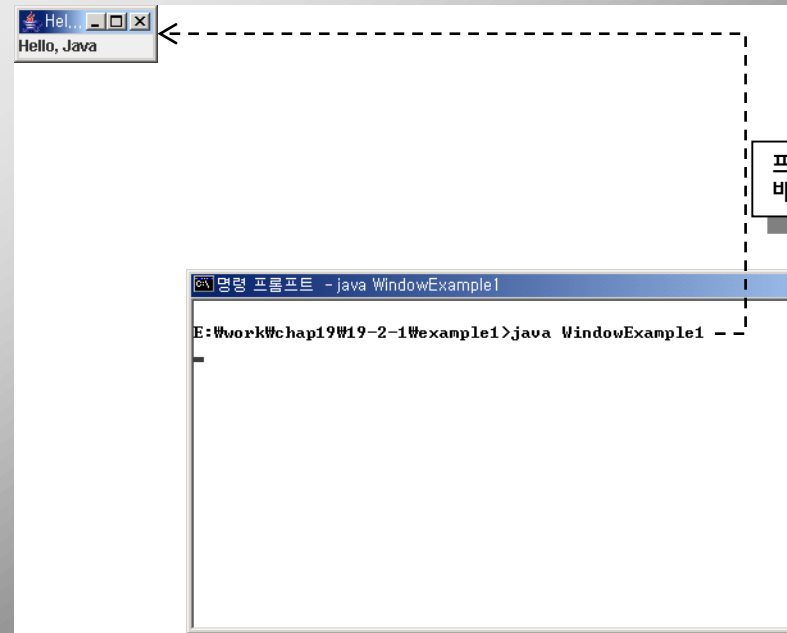 Hel...
Hello, Java
프
명령 프롬프트 - java WindowExample1
E:₩work₩chap19₩19-2-1₩example1>java WindowExample1